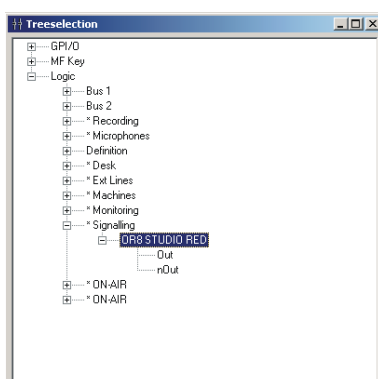 Treeselection
GPI/O
MF Key
Logic
Bus 1
Bus 2
* Recording
* Microphones
Definition
* Desk
* Ext Lines
* Machines
* Monitoring
* Signalling
OR8 STUDIO RED
Out
nOut
* ON-AIR
* ON-AIR